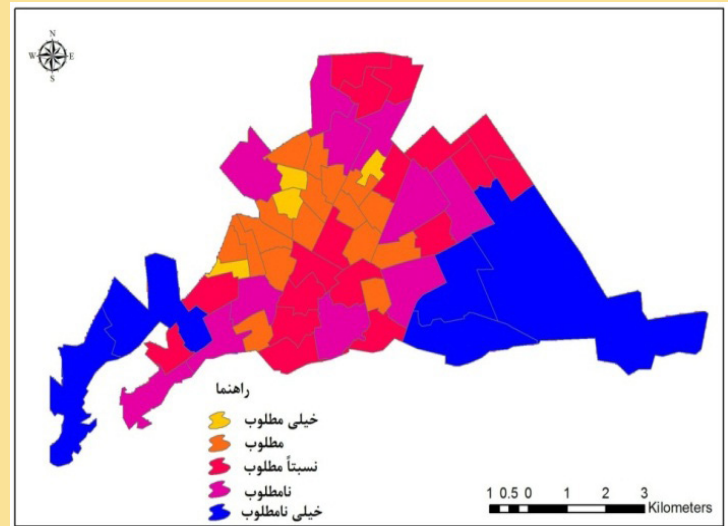 N
W E
S
راهنما
خیلی مطلوب
مطلوب
نسبتاً مطلوب
نامطلوب
خیلی نامطلوب
1 0.5 0 1 2 3
Kilometers